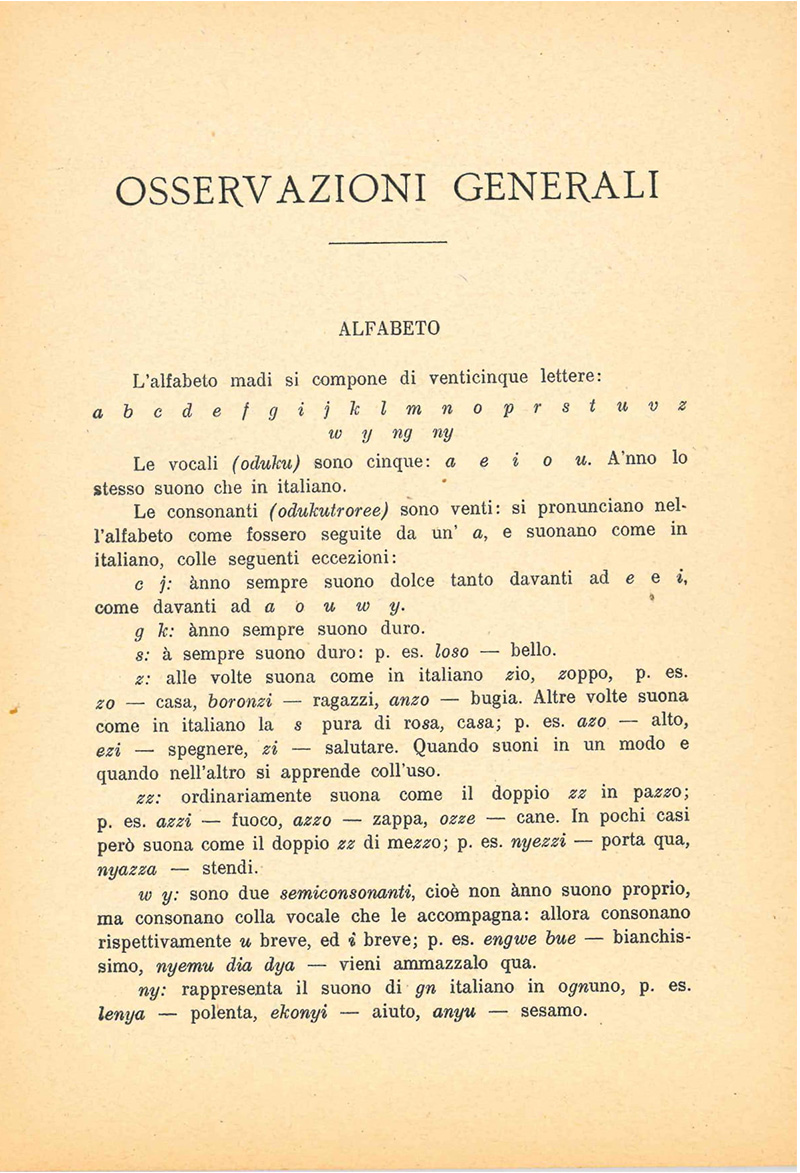 OSSERVAZIONI GENERALI
ALFABETO
L'alfabeto madi si compone di venticinque lettere:
a b c d e f g i j k l m n o p r s t u v z
w y ng ny
Le vocali (oduku) sono cinque: a e i o u. A'nno lo
stesso suono che in italiano.
Le consonanti (odukutroree) sono venti: si pronunciano nel-
l'alfabeto come fossero seguite da un' a, e suonano come in
italiano, colle seguenti eccezioni:
c j: ànno sempre suono dolce tanto davanti ad e e i,
come davanti ad a o u w y.
g k: ànno sempre suono duro.
s: à sempre suono duro: p. es. loso — bello.
z: alle volte suona come in italiano zio, zoppo, p. es.
zo — casa, boronzi — ragazzi, anzo — bugia. Altre volte suona
come in italiano la s pura di rosa, casa; p. es. azo — alto,
ezi — spegnere, zi — salutare. Quando suoni in un modo e
quando nell'altro si apprende coll'uso.
zz: ordinariamente suona come il doppio zz in pazzo;
p. es. azzi — fuoco, azzo — zappa, ozze — cane. In pochi casi
però suona come il doppio zz di mezzo; p. es. nyezzi — porta qua,
nyazza — stendi.
w y: sono due semiconsonanti, cioè non ànno suono proprio,
ma consonano colla vocale che le accompagna: allora consonano
rispettivamente u breve, ed i breve; p. es. engwe bue — bianchis-
simo, nyemu dia dya — vieni ammazzalo qua.
ny: rappresenta il suono di gn italiano in ognuno, p. es.
lenya — polenta, ekonyi — aiuto, anyu — sesamo.